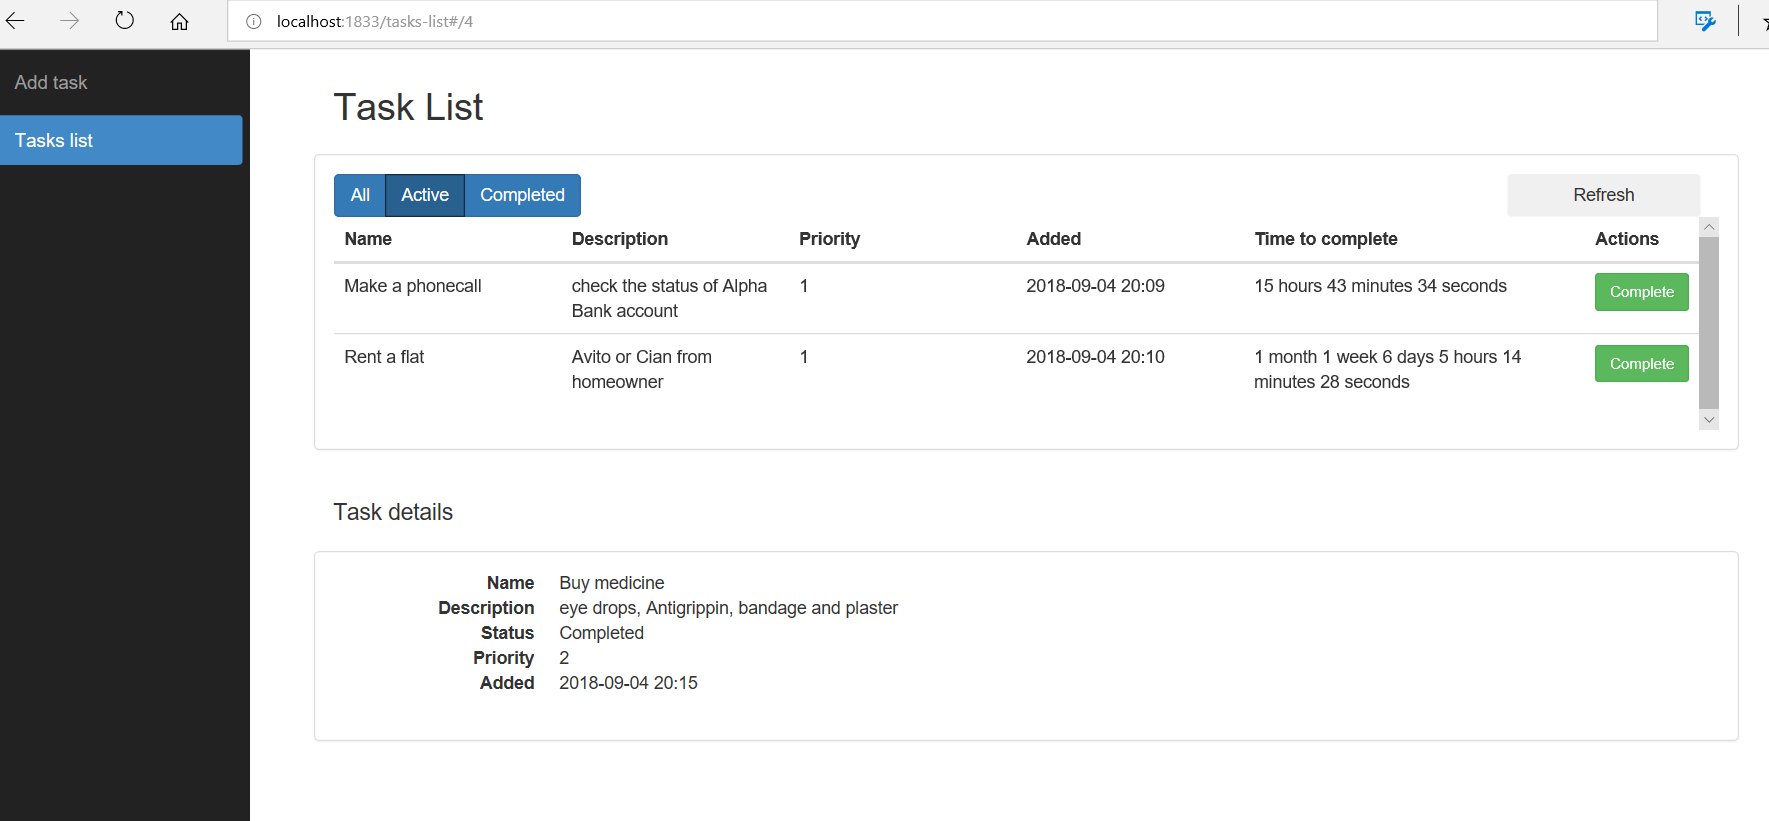 localhost:1833/tasks-list#/4
Add task
Tasks list
Task List
All Active Completed Refresh
Name Description Priority Added Time to complete Actions
Make a phonecall check the status of Alpha 1 2018-09-04 20:09 15 hours 43 minutes 34 seconds Complete
Bank account
Rent a flat Avito or Cian from 1 2018-09-04 20:10 1 month 1 week 6 days 5 hours 14 Complete
homeowner minutes 28 seconds
Task details
Name Buy medicine
Description eye drops, Antigrippin, bandage and plaster
Status Completed
Priority 2
Added 2018-09-04 20:15